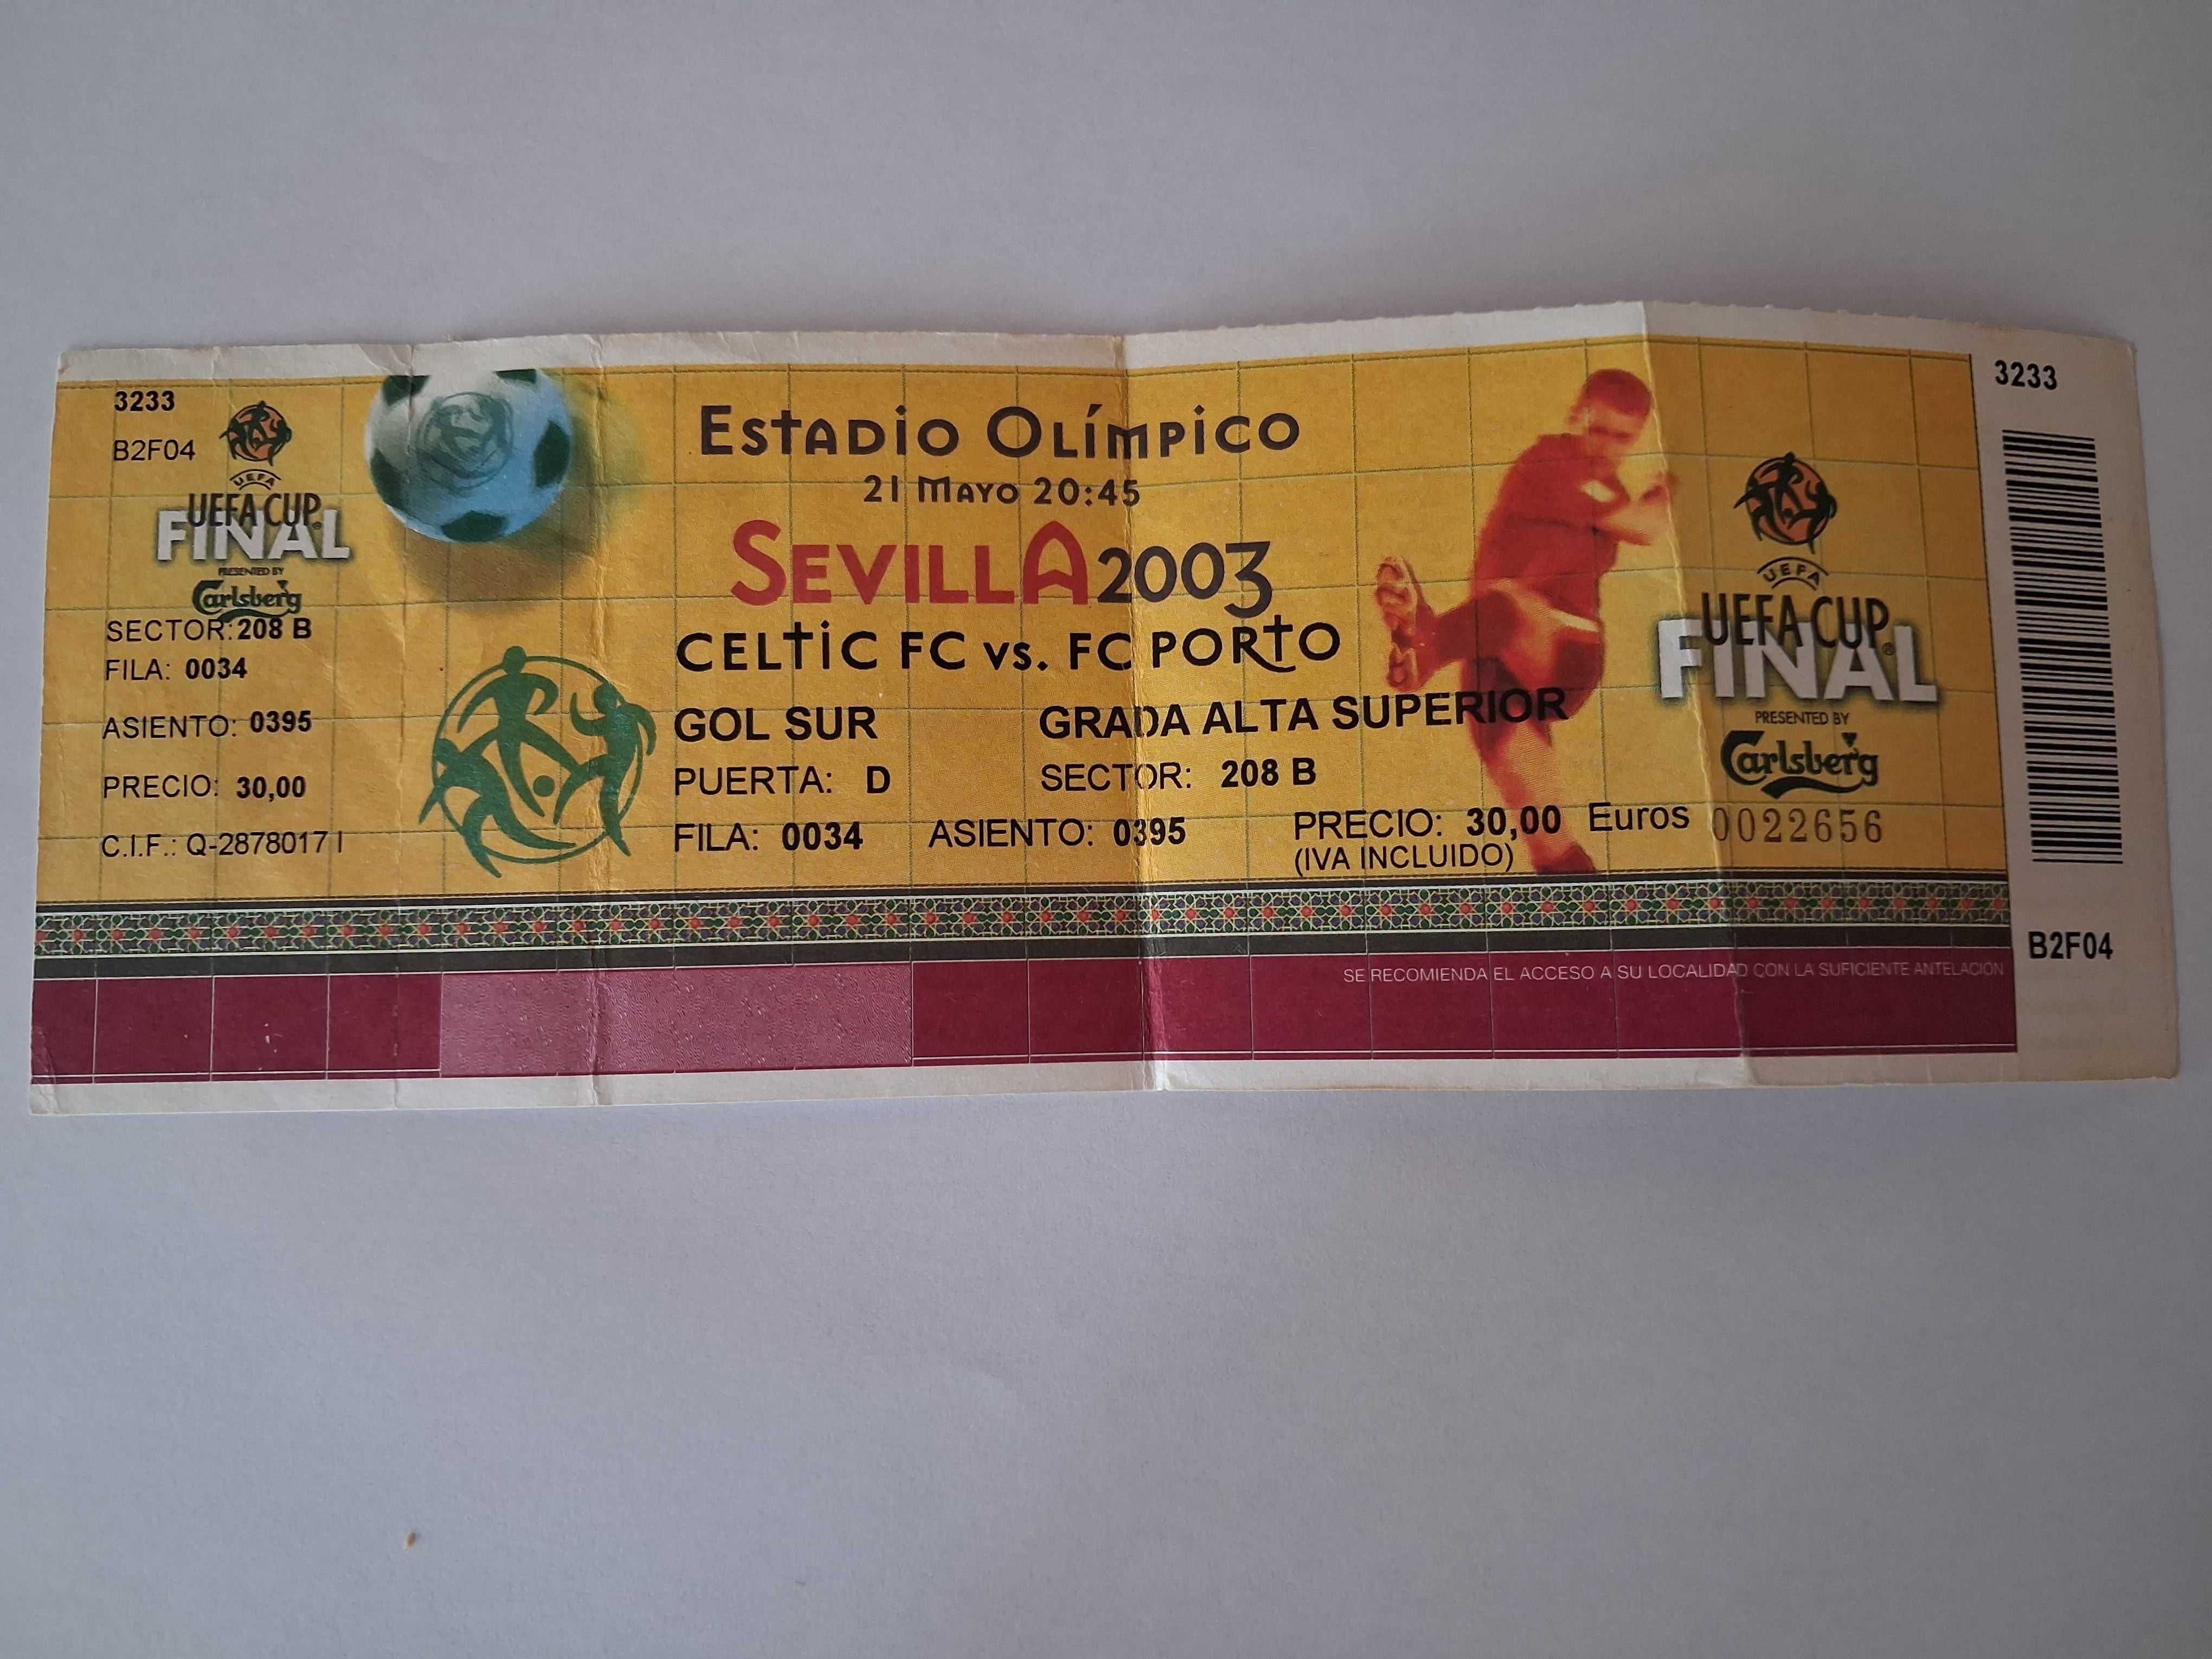 3233
B2F04
UEFA
UEFA CUP®
FINAL
PRESENTED BY
Carlsberg
SECTOR: 208 B
FILA: 0034
ASIENTO: 0395
PRECIO: 30,00
C.I.F.: Q-2878017 I
Estadio Olímpico
21 Mayo 20:45
Sevilla 2003
CELTIC FC vs. FC PORTO
GOL SUR GRADA ALTA SUPERIOR
PUERTA: D SECTOR: 208 B
FILA: 0034 ASIENTO: 0395 PRECIO: 30,00 Euros
(IVA INCLUIDO)
UEFA
UEFA CUP
FINAL®
PRESENTED BY
Carlsberg
0022656
SE RECOMIENDA EL ACCESO A SU LOCALIDAD CON LA SUFICIENTE ANTELACIÓN
3233
B2F04